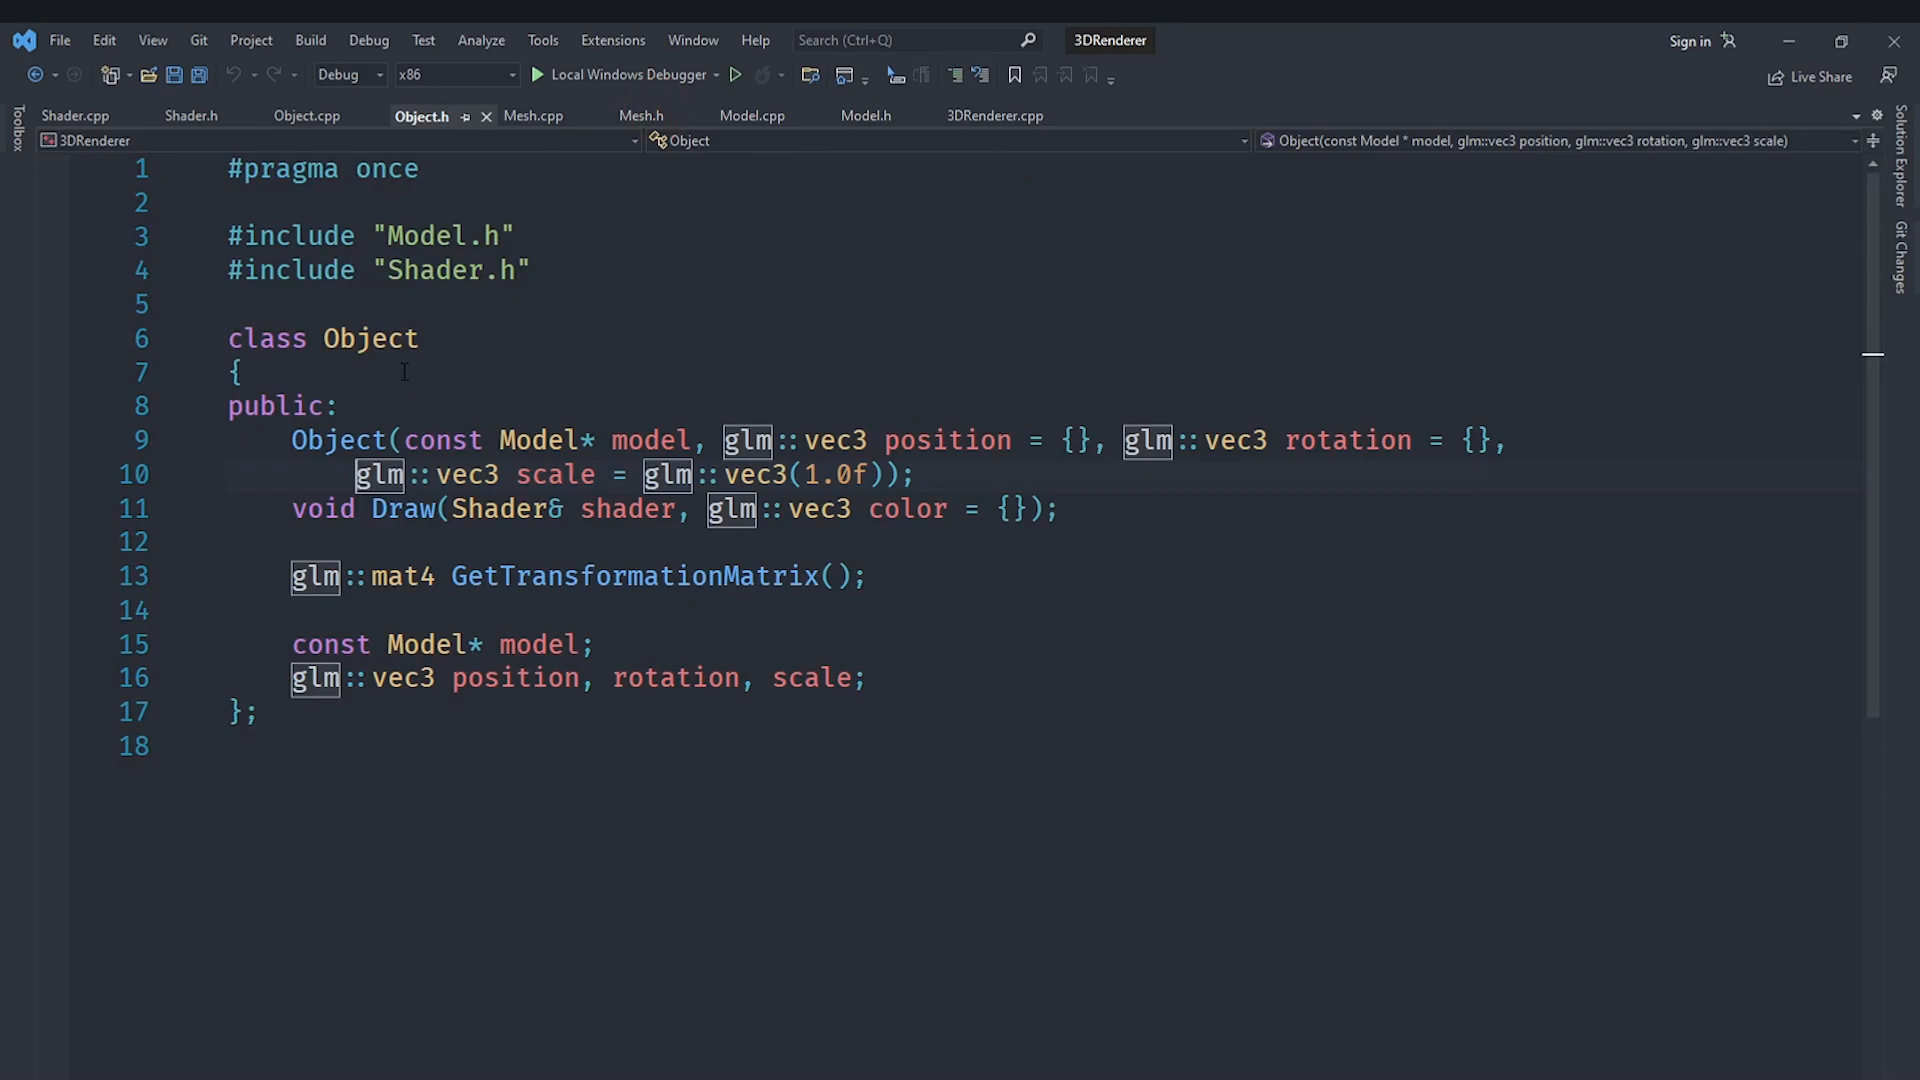 File Edit View Git Project Build Debug Test Analyze Tools Extensions Window Help Search (Ctrl+Q) 3DRenderer Sign in
Debug x86 Local Windows Debugger Live Share
Shader.cpp Shader.h Object.cpp Object.h Mesh.cpp Mesh.h Model.cpp Model.h 3DRenderer.cpp
3DRenderer Object Object(const Model * model, glm::vec3 position, glm::vec3 rotation, glm::vec3 scale)
Toolbox
Solution Explorer
Git Changes
1 #pragma once
2
3 #include "Model.h"
4 #include "Shader.h"
5
6 class Object
7 {
8 public:
9 Object(const Model* model, glm::vec3 position = {}, glm::vec3 rotation = {},
10 glm::vec3 scale = glm::vec3(1.0f));
11 void Draw(Shader& shader, glm::vec3 color = {});
12
13 glm::mat4 GetTransformationMatrix();
14
15 const Model* model;
16 glm::vec3 position, rotation, scale;
17 };
18